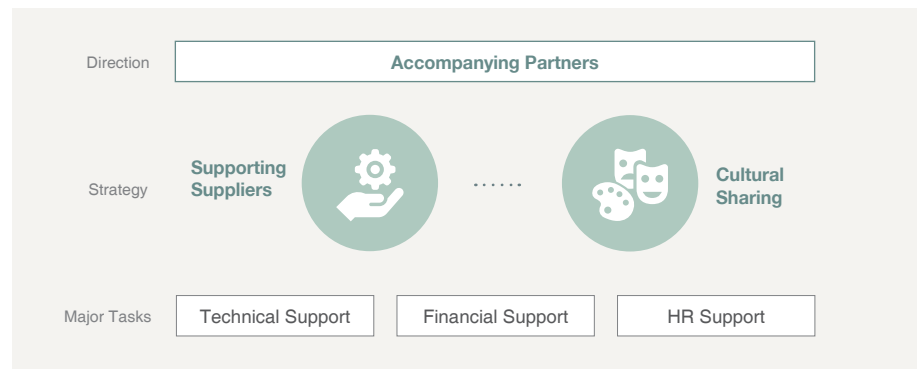 Direction
Accompanying Partners
Strategy
Supporting
Suppliers
......
Cultural
Sharing
Major Tasks
Technical Support
Financial Support
HR Support